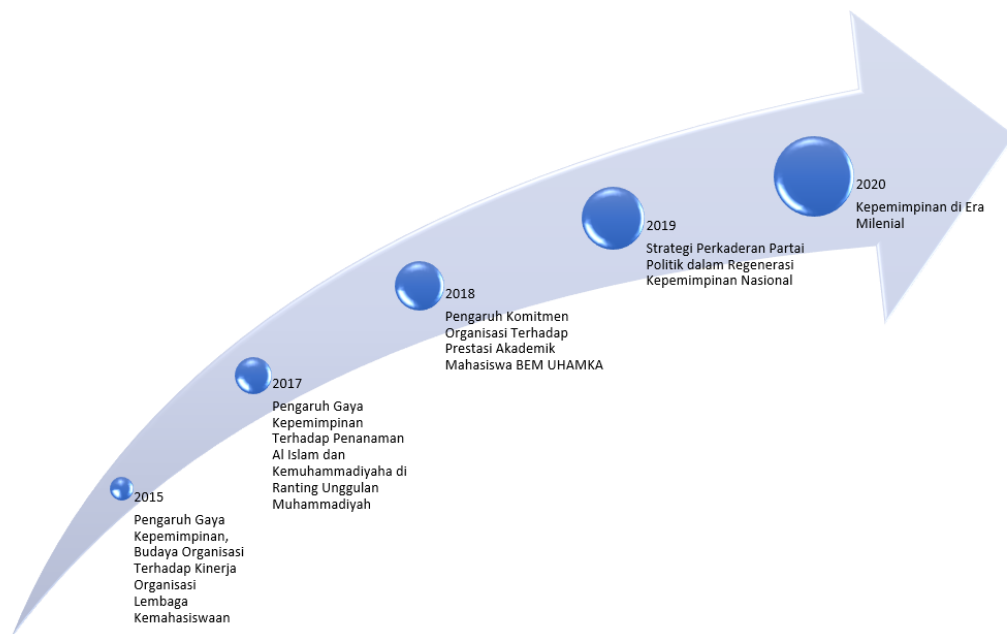 2015
Pengaruh Gaya
Kepemimpinan,
Budaya Organisasi
Terhadap Kinerja
Organisasi
Lembaga
Kemahasiswaan
2017
Pengaruh Gaya
Kepemimpinan
Terhadap Penanaman
Al Islam dan
Kemuhammadiyaha di
Ranting Unggulan
Muhammadiyah
2018
Pengaruh Komitmen
Organisasi Terhadap
Prestasi Akademik
Mahasiswa BEM UHAMKA
2019
Strategi Perkaderan Partai
Politik dalam Regenerasi
Kepemimpinan Nasional
2020
Kepemimpinan di Era
Milenial